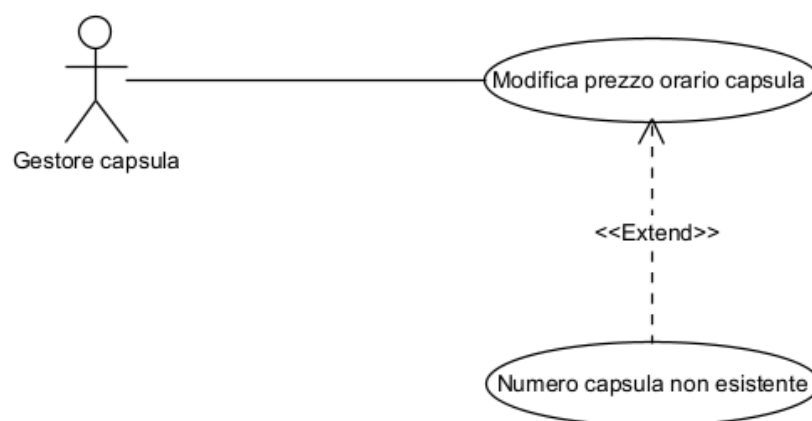 Modifica prezzo orario capsula
Gestore capsula
<<Extend>>
Numero capsula non esistente